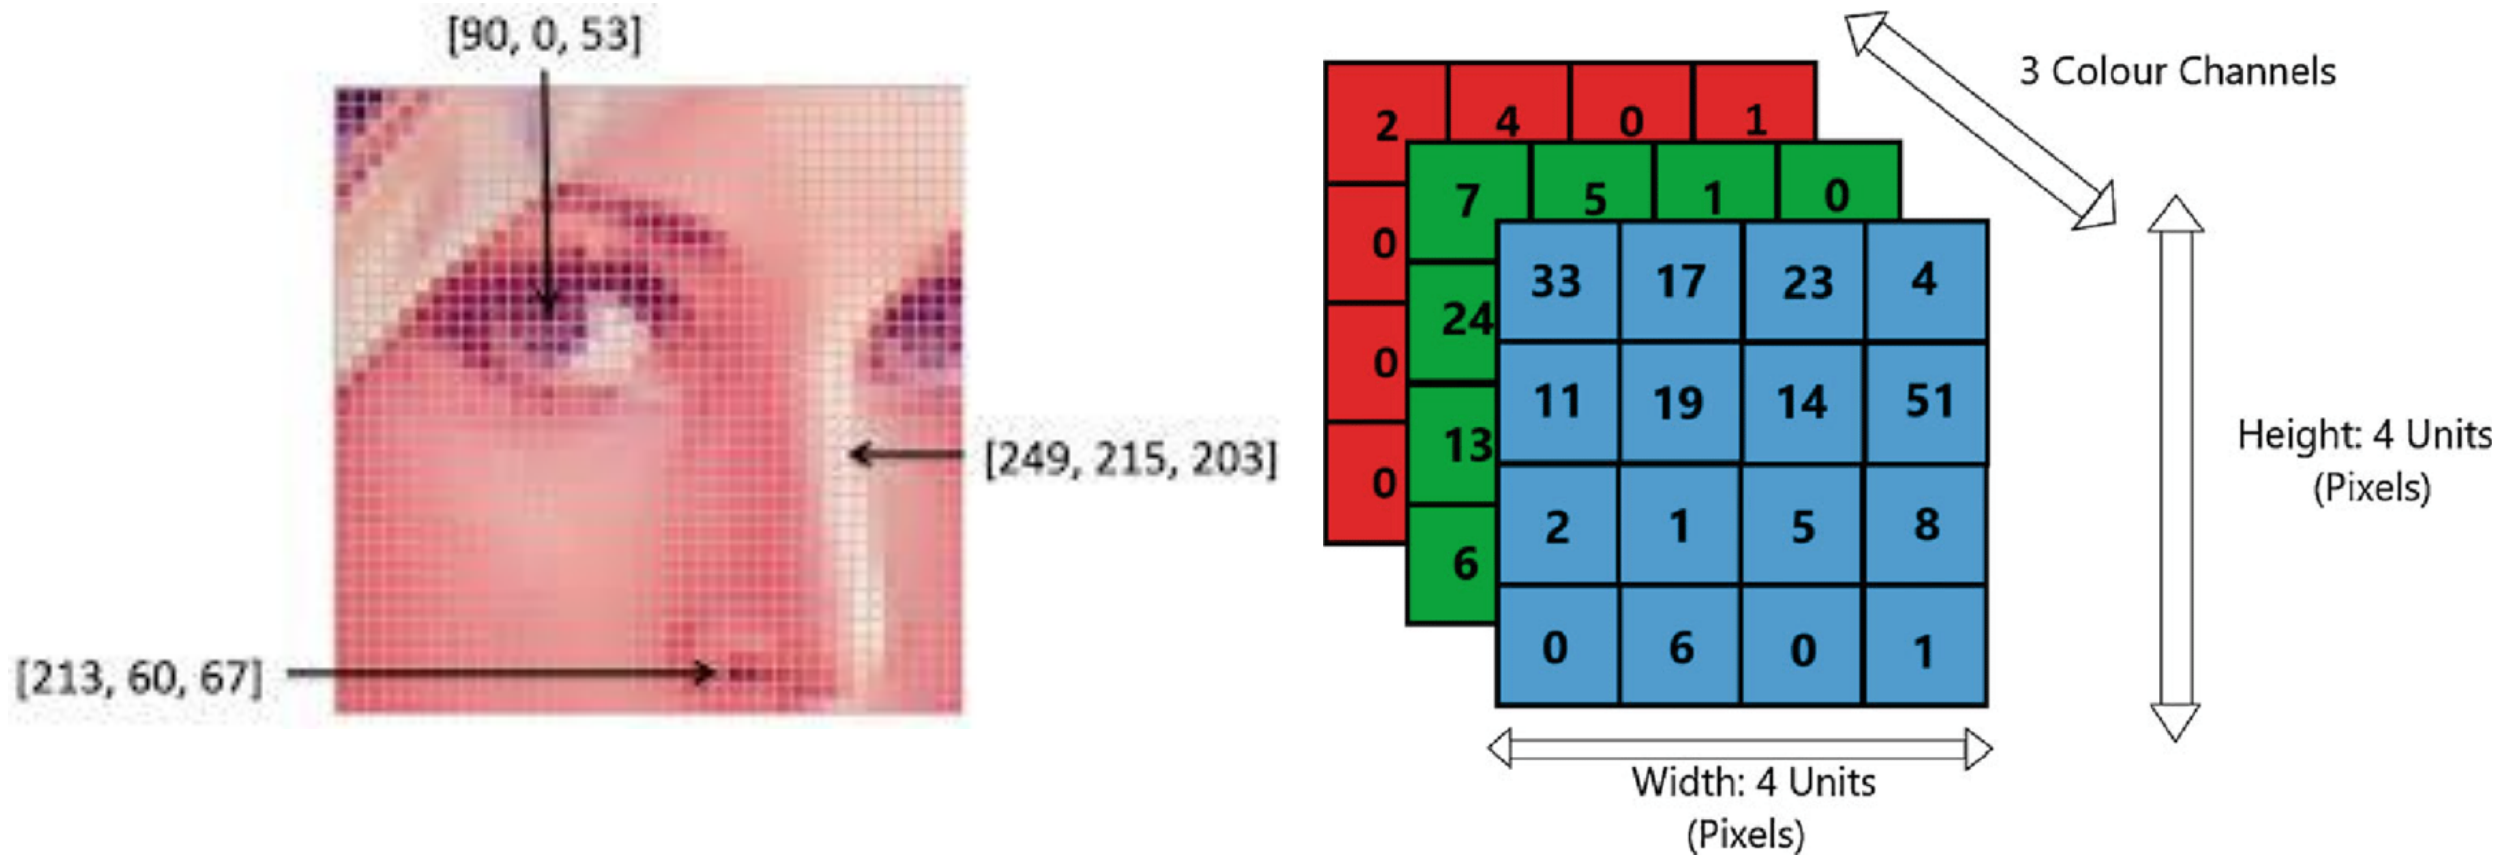 [90, 0, 53]
[249, 215, 203]
[213, 60, 67]
3 Colour Channels
2 4 0 1
0
0
0
7 5 1 0
24
13
6
33 17 23 4
11 19 14 51
2 1 5 8
0 6 0 1
Height: 4 Units
(Pixels)
Width: 4 Units
(Pixels)